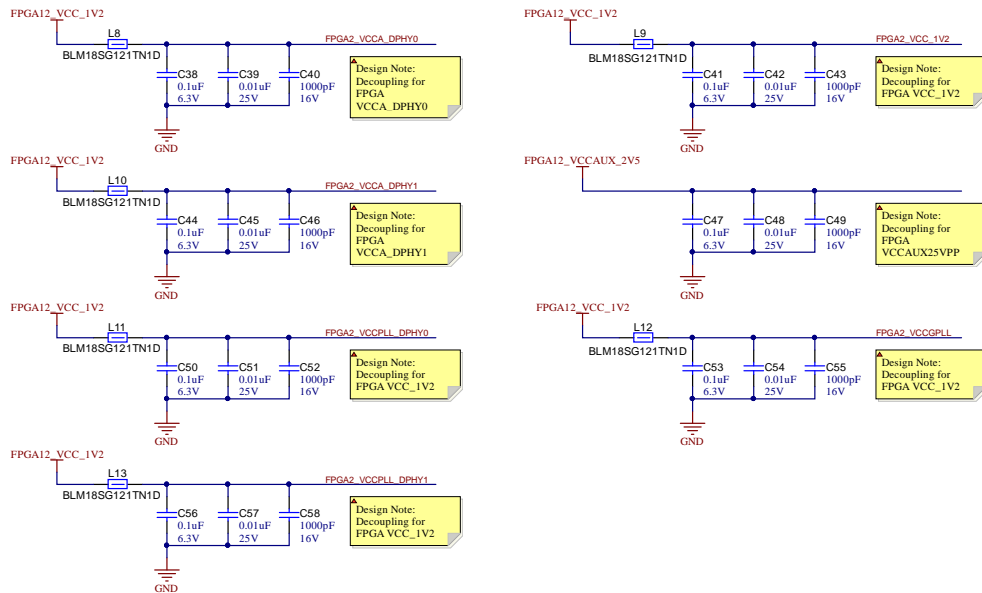 FPGA12_VCC_1V2
L8
BLM18SG121TN1D
FPGA2_VCCA_DPHY0
C38
0.1uF
6.3V
C39
0.01uF
25V
C40
1000pF
16V
Design Note:
Decoupling for
FPGA
VCCA_DPHY0
GND
FPGA12_VCC_1V2
L9
BLM18SG121TN1D
FPGA2_VCC_1V2
C41
0.1uF
6.3V
C42
0.01uF
25V
C43
1000pF
16V
Design Note:
Decoupling for
FPGA VCC_1V2
GND
FPGA12_VCC_1V2
L10
BLM18SG121TN1D
FPGA2_VCCA_DPHY1
C44
0.1uF
6.3V
C45
0.01uF
25V
C46
1000pF
16V
Design Note:
Decoupling for
FPGA
VCCA_DPHY1
GND
FPGA12_VCCAUX_2V5
C47
0.1uF
6.3V
C48
0.01uF
25V
C49
1000pF
16V
Design Note:
Decoupling for
FPGA
VCCAUX25VPP
GND
FPGA12_VCC_1V2
L11
BLM18SG121TN1D
FPGA2_VCCPLL_DPHY0
C50
0.1uF
6.3V
C51
0.01uF
25V
C52
1000pF
16V
Design Note:
Decoupling for
FPGA VCC_1V2
GND
FPGA12_VCC_1V2
L12
BLM18SG121TN1D
FPGA2_VCCGPLL
C53
0.1uF
6.3V
C54
0.01uF
25V
C55
1000pF
16V
Design Note:
Decoupling for
FPGA VCC_1V2
GND
FPGA12_VCC_1V2
L13
BLM18SG121TN1D
FPGA2_VCCPLL_DPHY1
C56
0.1uF
6.3V
C57
0.01uF
25V
C58
1000pF
16V
Design Note:
Decoupling for
FPGA VCC_1V2
GND